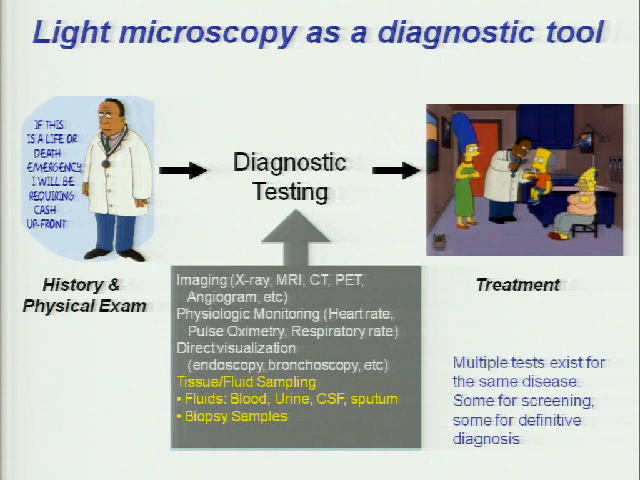 Light microscopy as a diagnostic tool
IF THIS
IS A LIFE OR
DEATH
EMERGENCY,
I WILL BE
REQUIRING
CASH
UP-FRONT
Diagnostic
Testing
History &
Physical Exam
Treatment
Imaging (X-ray, MRI, CT, PET,
Angiogram, etc)
Physiologic Monitoring (Heart rate,
Pulse Oximetry, Respiratory rate)
Direct visualization
(endoscopy, bronchoscopy, etc)
Tissue/Fluid Sampling
• Fluids: Blood, Urine, CSF, sputum
• Biopsy Samples
Multiple tests exist for
the same disease.
Some for screening,
some for definitive
diagnosis